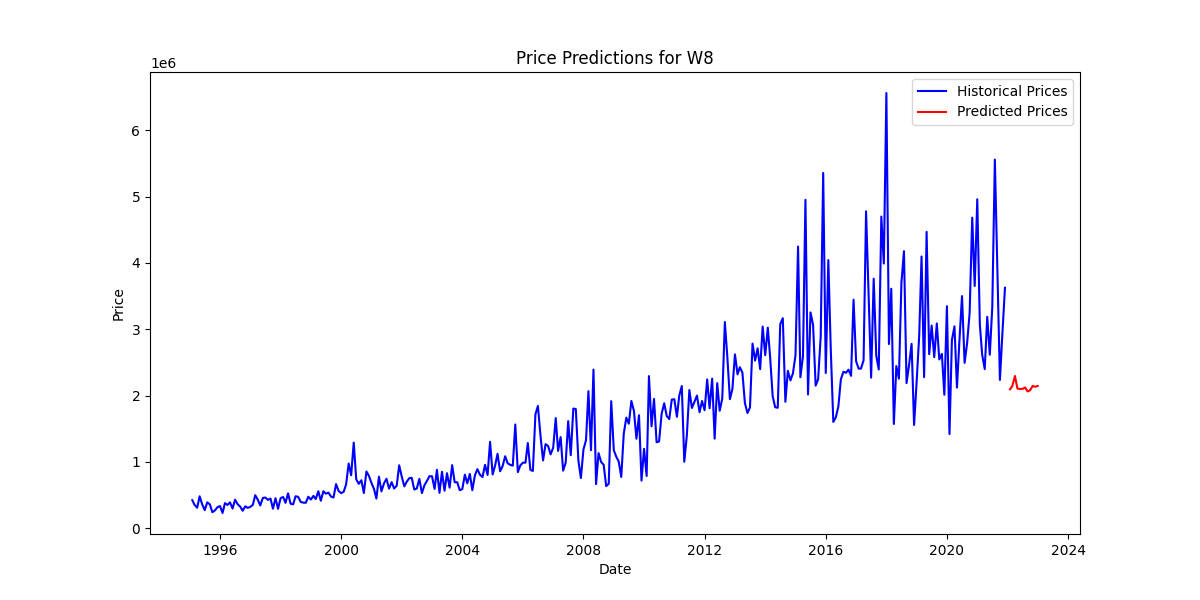 Price Predictions for W8
1e6
Historical Prices
Predicted Prices
6
5
4
3
2
1
0
Price
1996 2000 2004 2008 2012 2016 2020 2024
Date